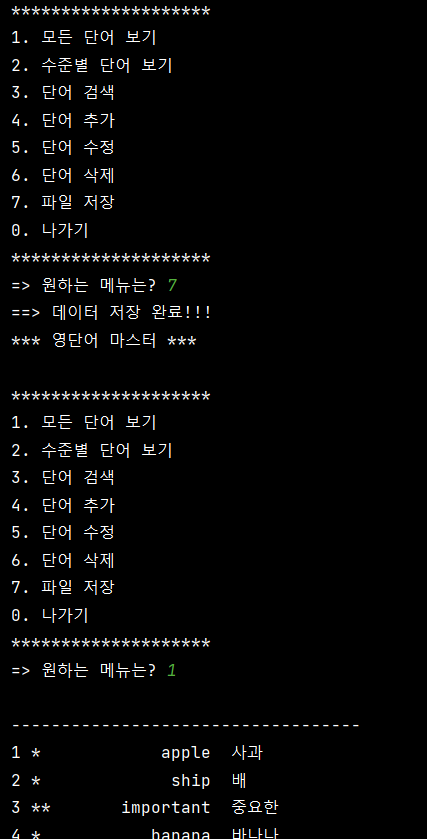 ********************
1. 모든 단어 보기
2. 수준별 단어 보기
3. 단어 검색
4. 단어 추가
5. 단어 수정
6. 단어 삭제
7. 파일 저장
0. 나가기
********************
=> 원하는 메뉴는? 7
==> 데이터 저장 완료!!!
*** 영단어 마스터 ***
********************
1. 모든 단어 보기
2. 수준별 단어 보기
3. 단어 검색
4. 단어 추가
5. 단어 수정
6. 단어 삭제
7. 파일 저장
0. 나가기
********************
=> 원하는 메뉴는? 1
-----------------------------------
1 * apple 사과
2 * ship 배
3 ** important 중요한
4 * banana 바나나